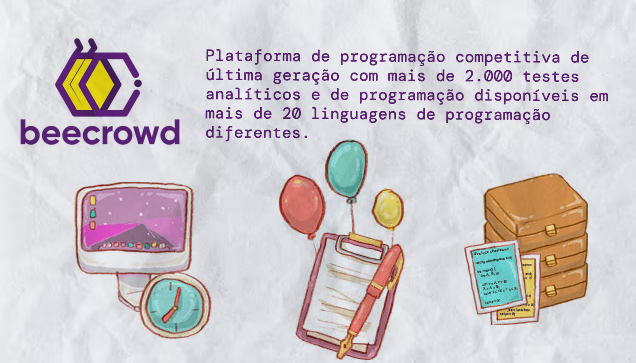 Plataforma de programação competitiva de
última geração com mais de 2.000 testes
analíticos e de programação disponíveis em
mais de 20 linguagens de programação
diferentes.
beecrowd